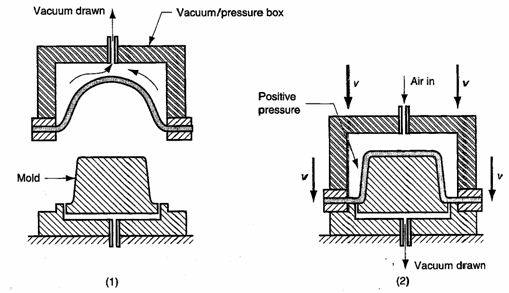 Vacuum drawn
Vacuum/pressure box
Mold
(1)
v
Air in
v
Positive
pressure
v
v
Vacuum drawn
(2)